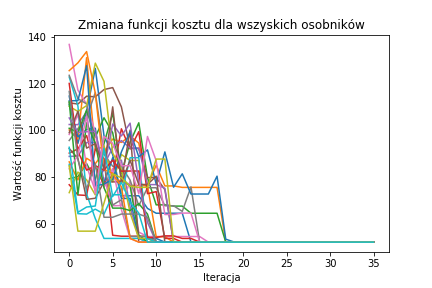 Zmiana funkcji kosztu dla wszyskich osobników
140
120
100
80
60
Wartość funkcji kosztu
0 5 10 15 20 25 30 35
Iteracja